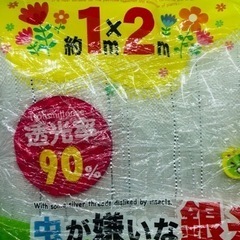 約1m×2m
透光率
90%
With some silver threads disliked by insects.
虫が嫌いな銀